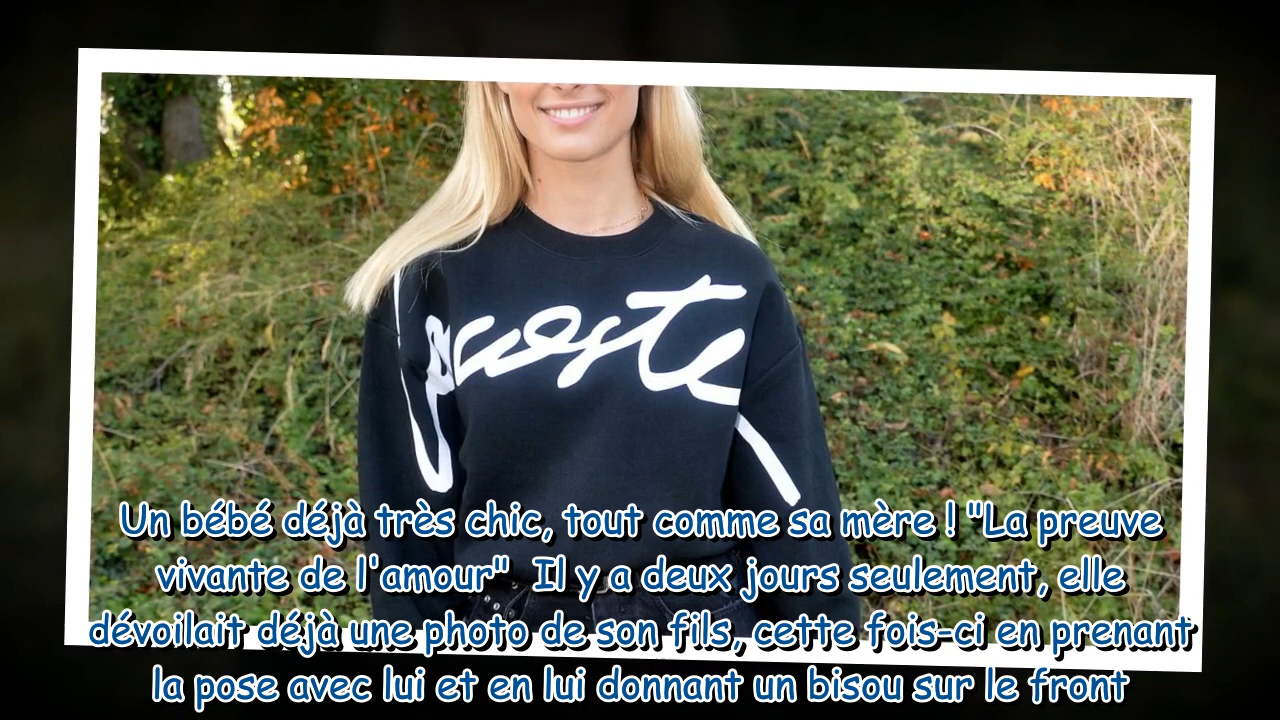 Lacoste
Un bébé déjà très chic, tout comme sa mère ! "La preuve
vivante de l'amour"  Il y a deux jours seulement, elle
dévoilait déjà une photo de son fils, cette fois-ci en prenant
la pose avec lui et en lui donnant un bisou sur le front